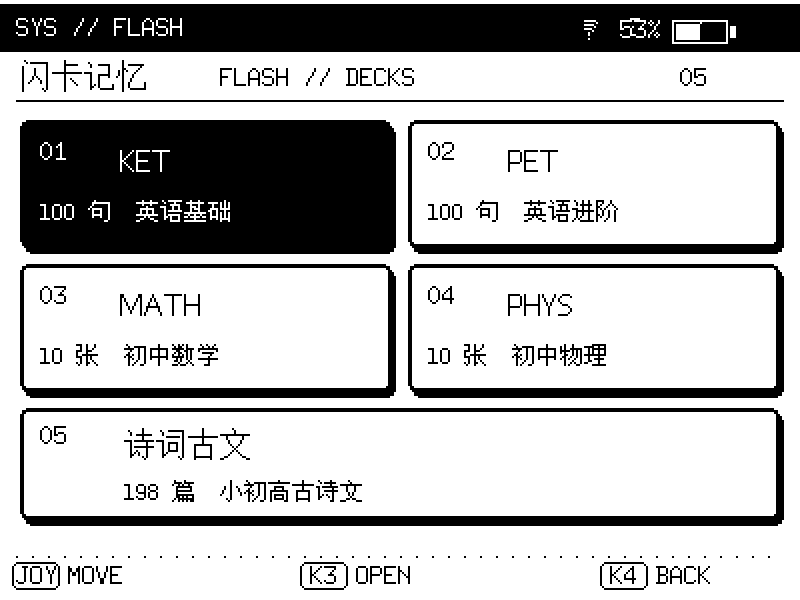 SYS // FLASH 53%
闪卡记忆 FLASH // DECKS 05
01 KET
100 句 英语基础
02 PET
100 句 英语进阶
03 MATH
10 张 初中数学
04 PHYS
10 张 初中物理
05 诗词古文
198 篇 小初高古诗文
JOY MOVE K3 OPEN K4 BACK